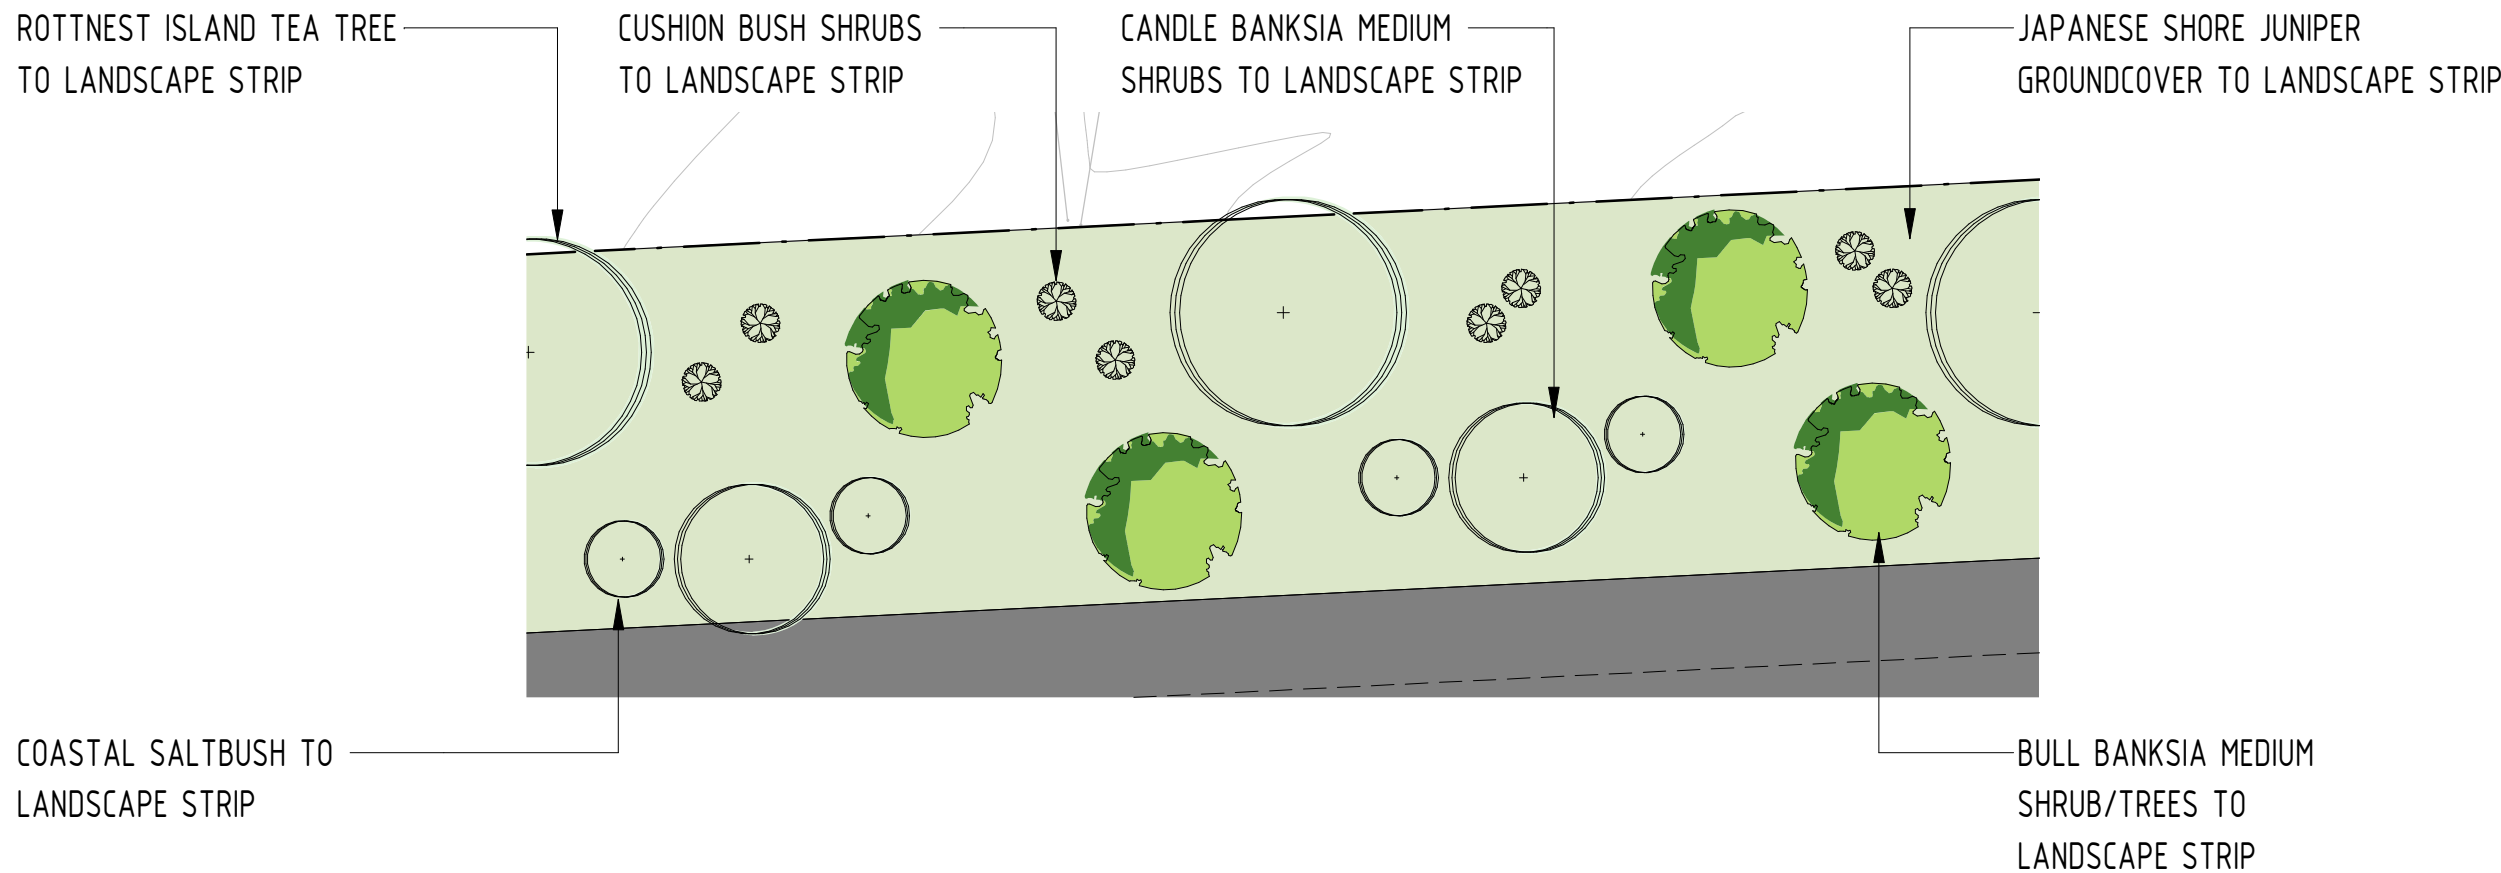 ROTTNEST ISLAND TEA TREE
TO LANDSCAPE STRIP
CUSHION BUSH SHRUBS
TO LANDSCAPE STRIP
CANDLE BANKSIA MEDIUM
SHRUBS TO LANDSCAPE STRIP
JAPANESE SHORE JUNIPER
GROUNDCOVER TO LANDSCAPE STRIP
COASTAL SALTBUSH TO
LANDSCAPE STRIP
BULL BANKSIA MEDIUM
SHRUB/TREES TO
LANDSCAPE STRIP